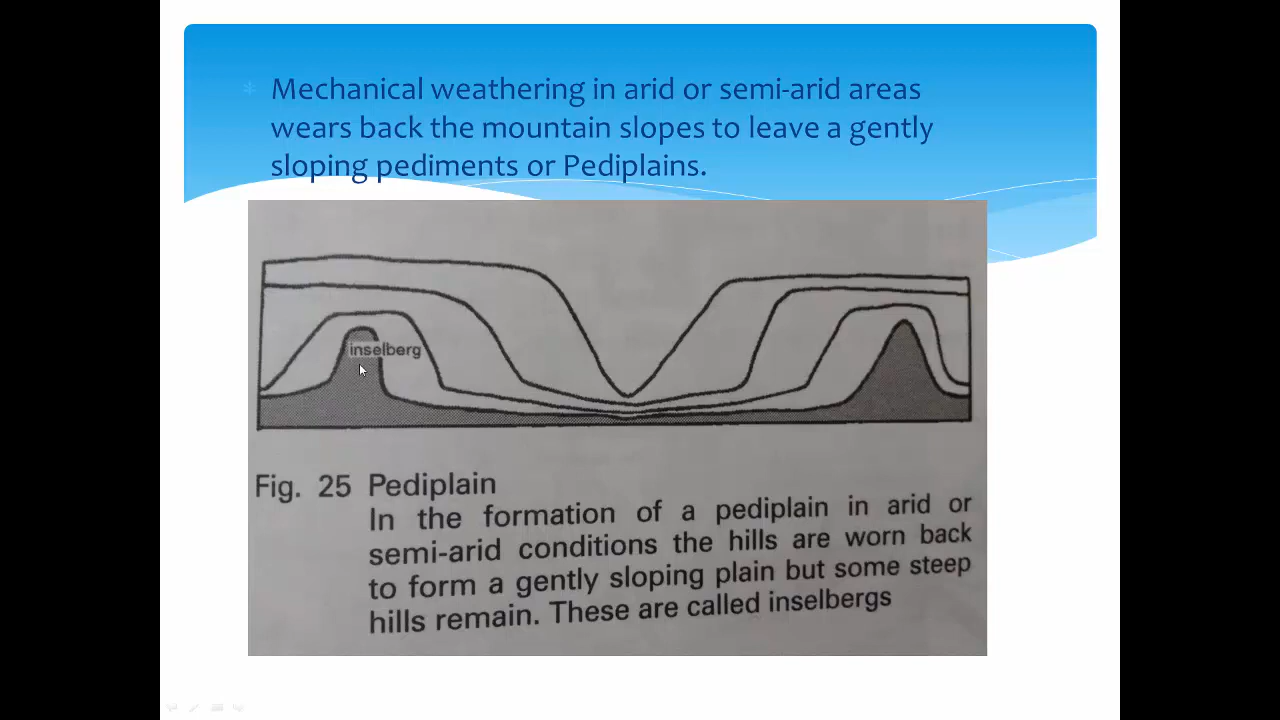 Mechanical weathering in arid or semi-arid areas
wears back the mountain slopes to leave a gently
sloping pediments or Pediplains.
inselberg
Fig. 25 Pediplain
In the formation of a pediplain in arid or
semi-arid conditions the hills are worn back
to form a gently sloping plain but some steep
hills remain. These are called inselbergs